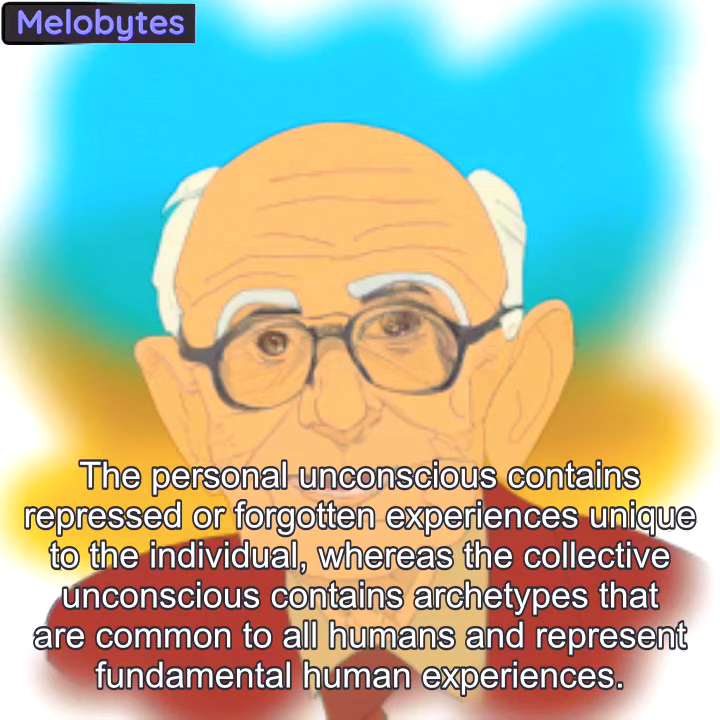 Melobytes
The personal unconscious contains
repressed or forgotten experiences unique
to the individual, whereas the collective
unconscious contains archetypes that
are common to all humans and represent
fundamental human experiences.